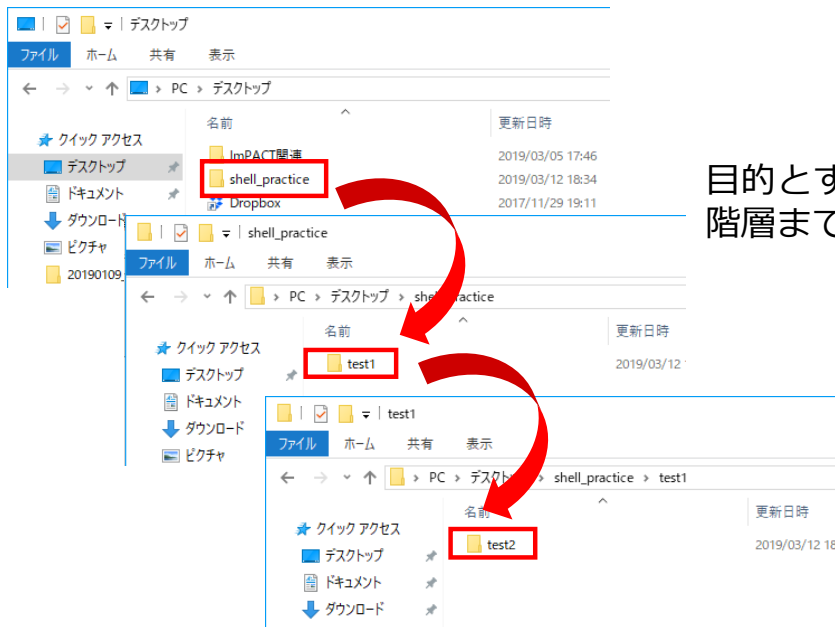 デスクトップ
ファイル ホーム 共有 表示
PC > デスクトップ
名前 更新日時
クイック アクセス
ImPACT関連 2019/03/05 17:46
デスクトップ
shell_practice 2019/03/12 18:34
ドキュメント
Dropbox 2017/11/29 19:11
ダウンロード
ピクチャ
20190109_
目的とす
階層まで
shell_practice
ファイル ホーム 共有 表示
PC > デスクトップ > shell_practice
名前 更新日時
クイック アクセス
test1 2019/03/12 1
デスクトップ
ドキュメント
ダウンロード
ピクチャ
test1
ファイル ホーム 共有 表示
PC > デスクトップ > shell_practice > test1
名前 更新日時
クイック アクセス
test2 2019/03/12 18
デスクトップ
ドキュメント
ダウンロード